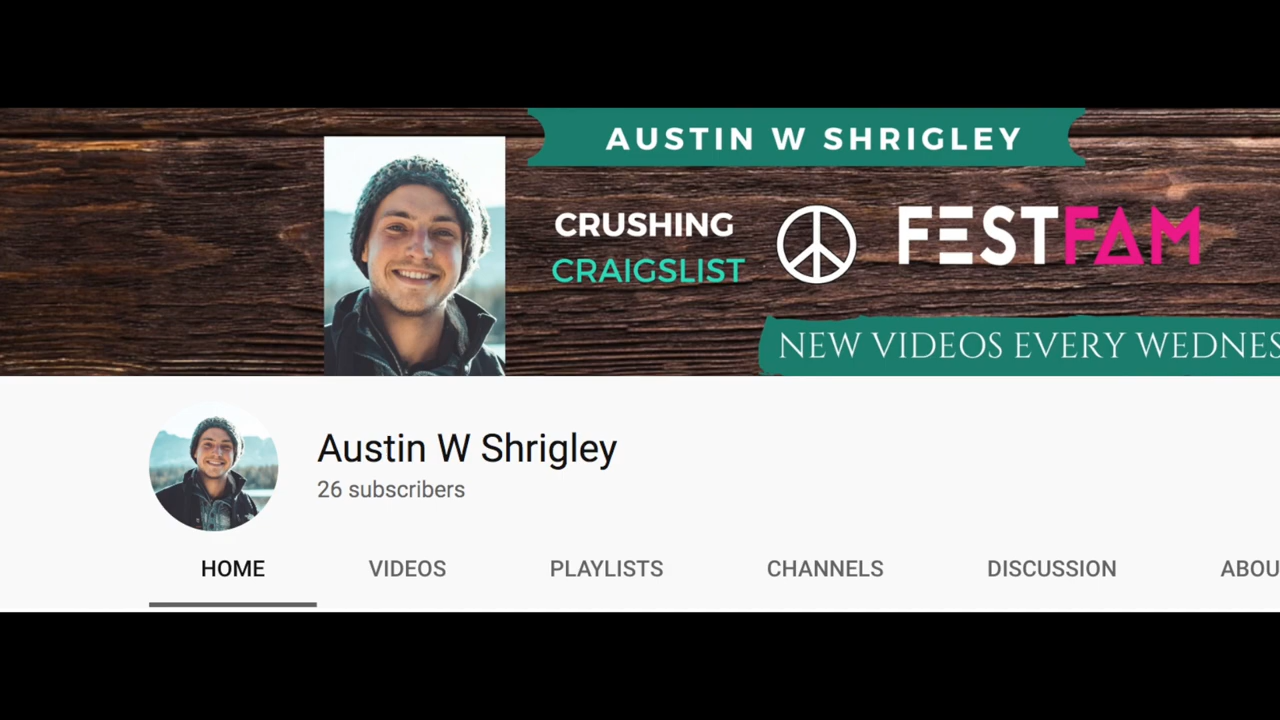 AUSTIN W SHRIGLEY
CRUSHING
CRAIGSLIST
FESTFAM
NEW VIDEOS EVERY WEDNES
Austin W Shrigley
26 subscribers
HOME VIDEOS PLAYLISTS CHANNELS DISCUSSION ABOU